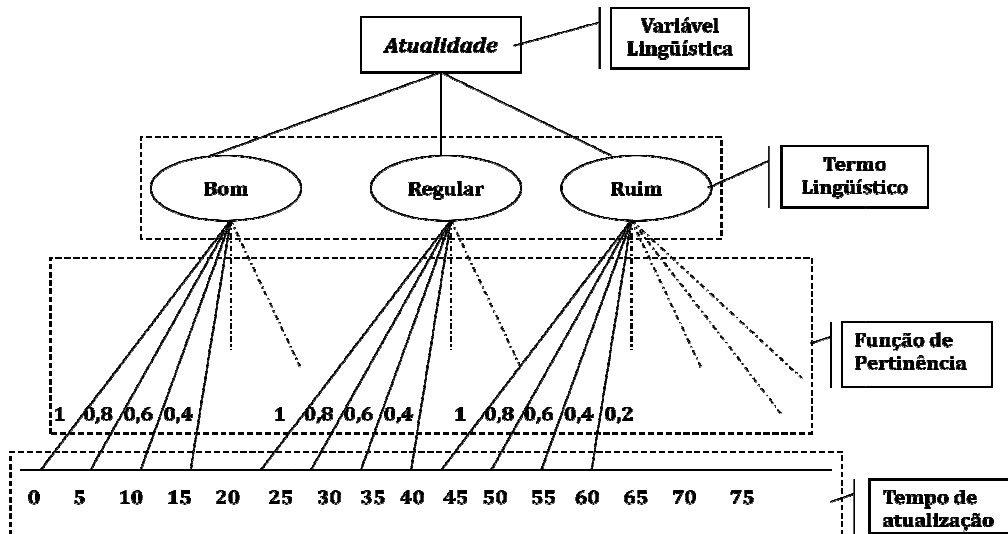 Atualidade
Variável
Lingüística
Bom
Regular
Ruim
Termo
Lingüístico
Função de
Pertinência
1 0,8 0,6 0,4 1 0,8 0,6 0,4 1 0,8 0,6 0,4 0,2
0 5 10 15 20 25 30 35 40 45 50 55 60 65 70 75
Tempo de
atualização